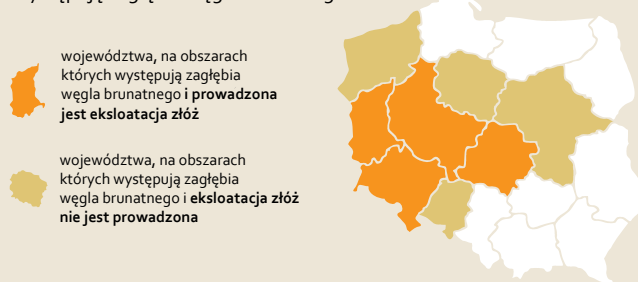 województwa, na obszarach
których występują zagłębia
węgla brunatnego i prowadzona
jest eksloatacja złóż
województwa, na obszarach
których występują zagłębia
węgla brunatnego i eksloatacja złóż
nie jest prowadzona